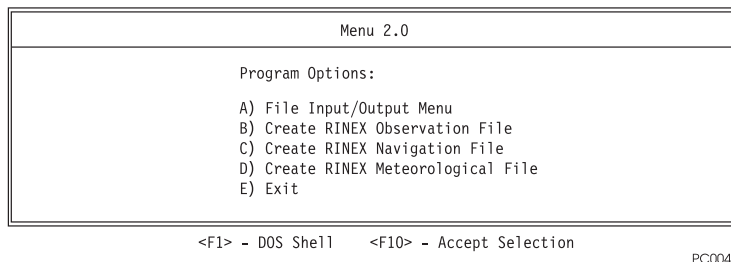 Menu 2.0
Program Options:
A) File Input/Output Menu
B) Create RINEX Observation File
C) Create RINEX Navigation File
D) Create RINEX Meteorological File
E) Exit
<F1> - DOS Shell <F10> - Accept Selection
PC004